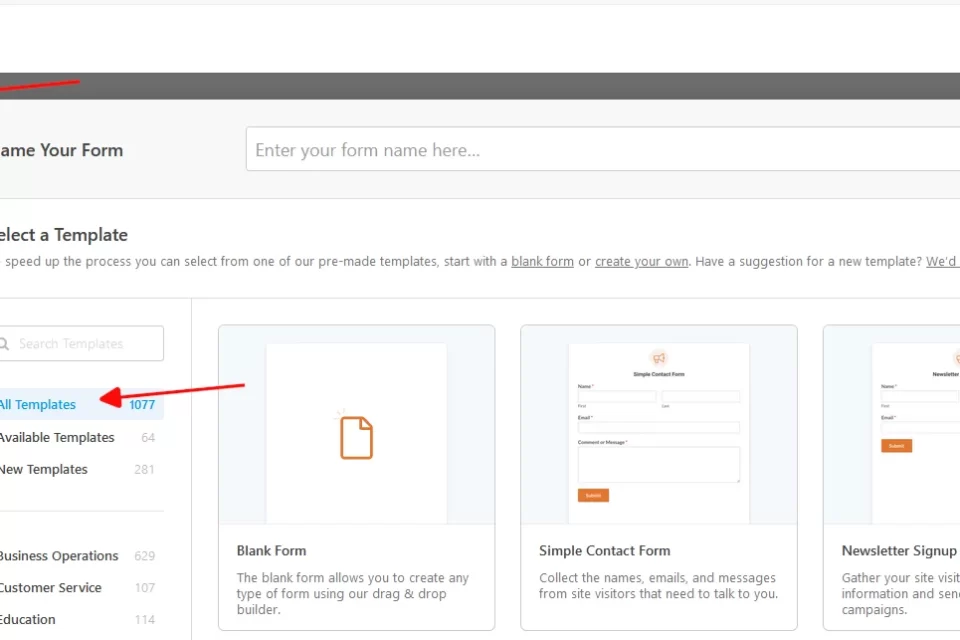 ame Your Form
Enter your form name here...
elect a Template
speed up the process you can select from one of our pre-made templates, start with a blank form or create your own. Have a suggestion for a new template? We'd
Search Templates
All Templates 1077
Available Templates 64
New Templates 281
Business Operations 629
Customer Service 107
Education 114
Blank Form
The blank form allows you to create any
type of form using our drag & drop
builder.
Simple Contact Form
Name *
First Last
Email *
Comment or Message *
Submit
Simple Contact Form
Collect the names, emails, and messages
from site visitors that need to talk to you.
Newsletter
Name *
First
Email *
Submit
Newsletter Signup
Gather your site visit
information and send
campaigns.